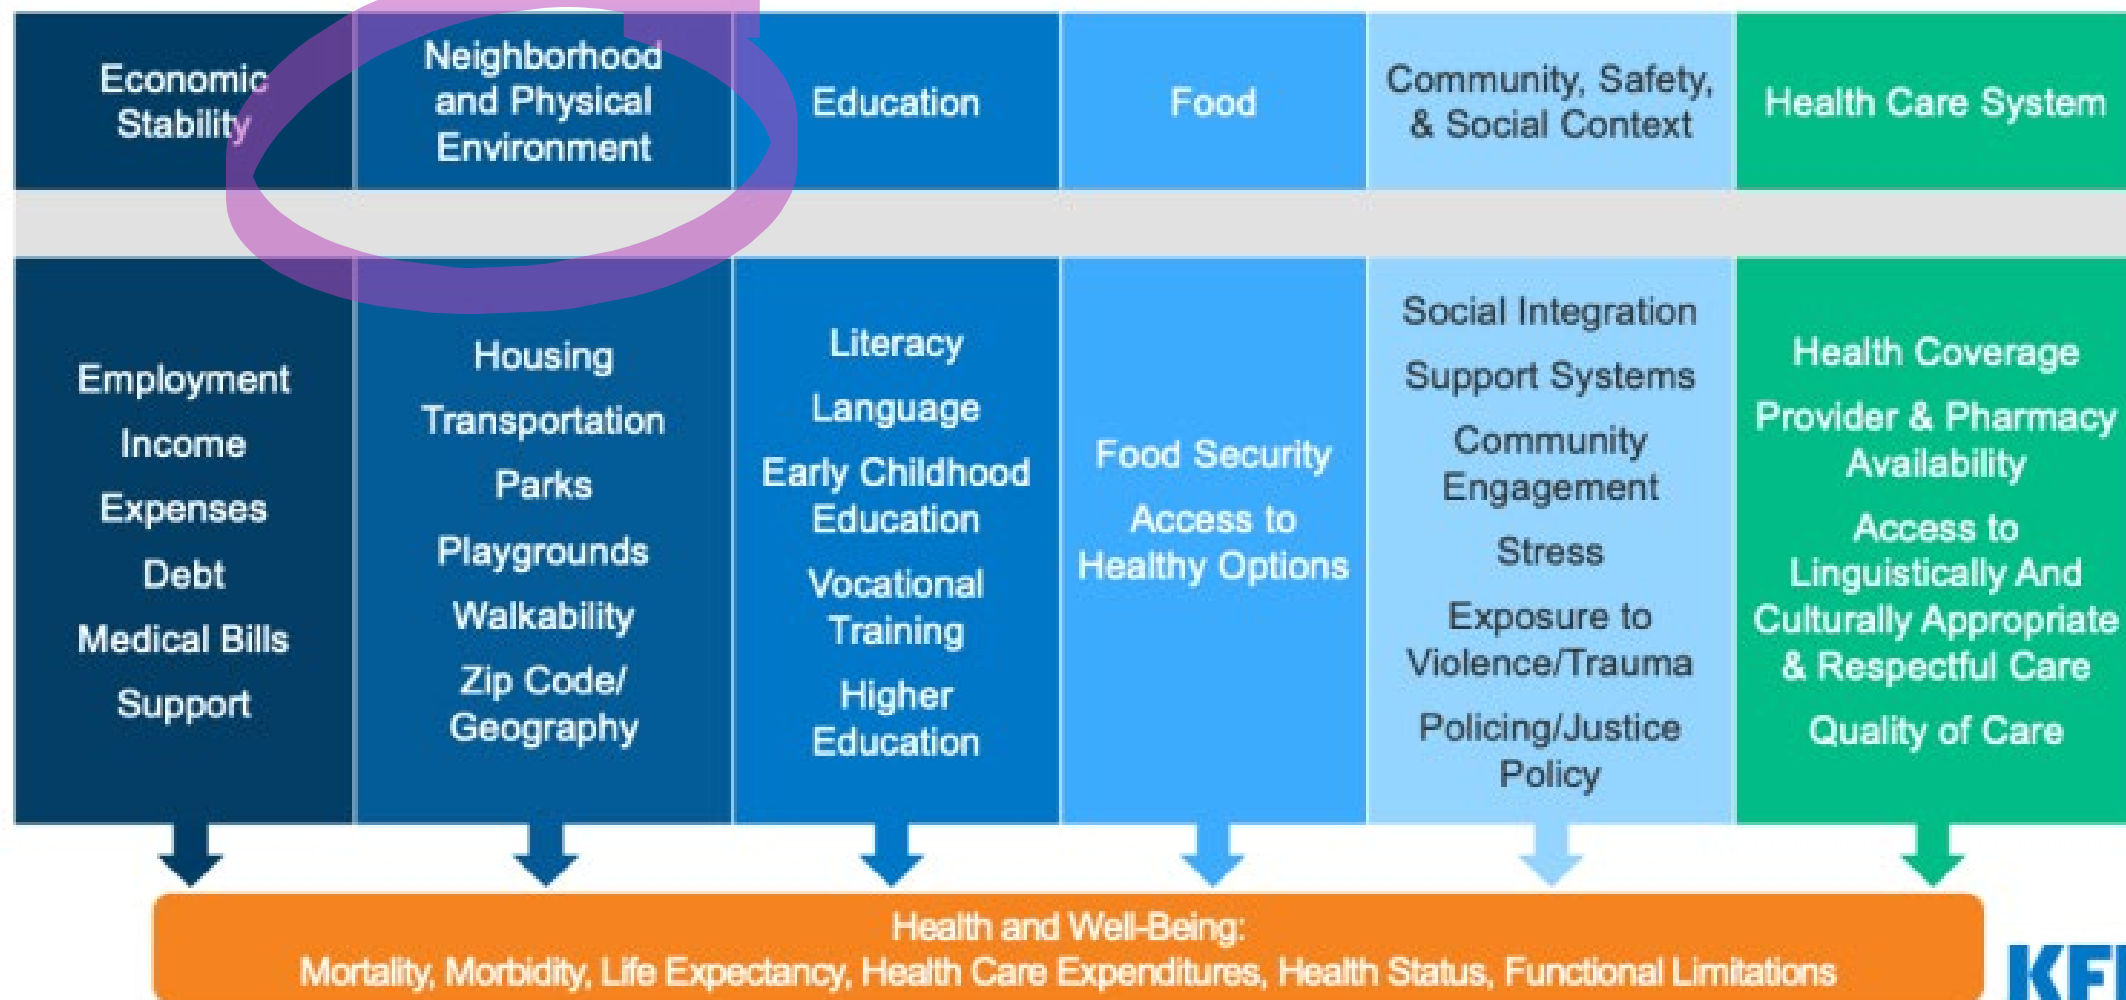 Economic
Stability
Neighborhood
and Physical
Environment
Education
Food
Community, Safety,
& Social Context
Health Care System
Employment
Income
Expenses
Debt
Medical Bills
Support
Housing
Transportation
Parks
Playgrounds
Walkability
Zip Code/
Geography
Literacy
Language
Early Childhood
Education
Vocational
Training
Higher
Education
Food Security
Access to
Healthy Options
Social Integration
Support Systems
Community
Engagement
Stress
Exposure to
Violence/Trauma
Policing/Justice
Policy
Health Coverage
Provider & Pharmacy
Availability
Access to
Linguistically And
Culturally Appropriate
& Respectful Care
Quality of Care
Health and Well-Being:
Mortality, Morbidity, Life Expectancy, Health Care Expenditures, Health Status, Functional Limitations